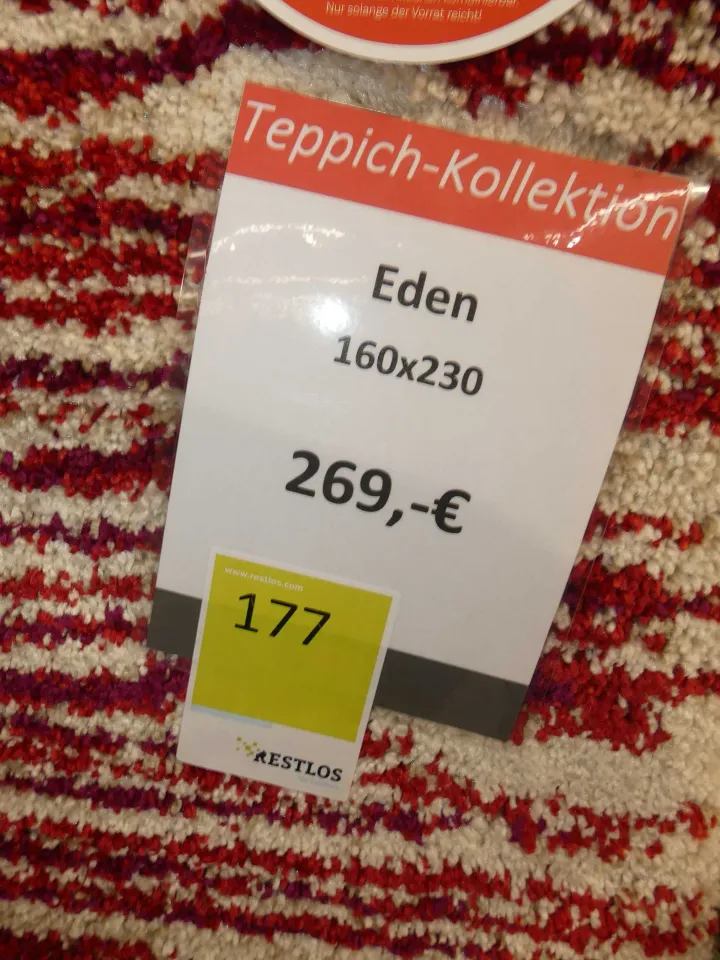 Nur solange der Vorrat reicht!
Teppich-Kollektion
Eden
160x230
269,-€
www.restlos.com
177
RESTLOS